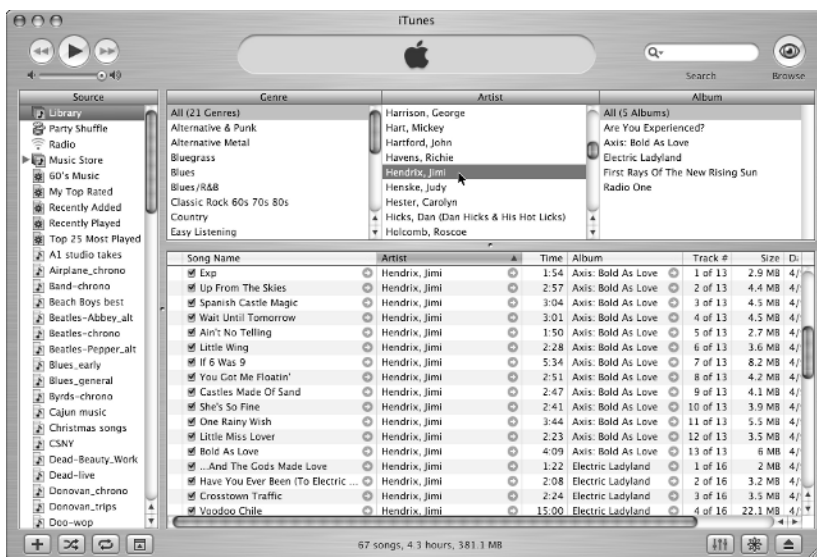 iTunes
Search
Browse
Source
Library
Party Shuffle
Radio
Music Store
60's Music
My Top Rated
Recently Added
Recently Played
Top 25 Most Played
A1 studio takes
Airplane_chrono
Band-chrono
Beach Boys best
Beatles-Abbey_alt
Beatles-chrono
Beatles-Pepper_alt
Blues_early
Blues_general
Byrds-chrono
Cajun music
Christmas songs
CSNY
Dead-Beauty_Work
Dead-live
Donovan_chrono
Donovan_trips
Doo-wop
Genre
All (21 Genres)
Alternative & Punk
Alternative Metal
Bluegrass
Blues
Blues/R&B
Classic Rock 60s 70s 80s
Country
Easy Listening
Artist
Harrison, George
Hart, Mickey
Hartford, John
Havens, Richie
Hendrix, Jimi
Henske, Judy
Hester, Carolyn
Hicks, Dan (Dan Hicks & His Hot Licks)
Holcomb, Roscoe
Album
All (5 Albums)
Are You Experienced?
Axis: Bold As Love
Electric Ladyland
First Rays Of The New Rising Sun
Radio One
Song Name Artist Time Album Track # Size Da
Exp Hendrix, Jimi 1:54 Axis: Bold As Love 1 of 13 2.9 MB 4/
Up From The Skies Hendrix, Jimi 2:57 Axis: Bold As Love 2 of 13 4.4 MB 4/
Spanish Castle Magic Hendrix, Jimi 3:04 Axis: Bold As Love 3 of 13 4.5 MB 4/
Wait Until Tomorrow Hendrix, Jimi 3:01 Axis: Bold As Love 4 of 13 4.5 MB 4/
Ain't No Telling Hendrix, Jimi 1:50 Axis: Bold As Love 5 of 13 2.7 MB 4/
Little Wing Hendrix, Jimi 2:28 Axis: Bold As Love 6 of 13 3.6 MB 4/
If 6 Was 9 Hendrix, Jimi 5:34 Axis: Bold As Love 7 of 13 8.2 MB 4/
You Got Me Floatin' Hendrix, Jimi 2:51 Axis: Bold As Love 8 of 13 4.2 MB 4/
Castles Made Of Sand Hendrix, Jimi 2:47 Axis: Bold As Love 9 of 13 4.1 MB 4/
She's So Fine Hendrix, Jimi 2:41 Axis: Bold As Love 10 of 13 3.9 MB 4/
One Rainy Wish Hendrix, Jimi 3:44 Axis: Bold As Love 11 of 13 5.5 MB 4/
Little Miss Lover Hendrix, Jimi 2:23 Axis: Bold As Love 12 of 13 3.5 MB 4/
Bold As Love Hendrix, Jimi 4:09 Axis: Bold As Love 13 of 13 6 MB 4/
...And The Gods Made Love Hendrix, Jimi 1:22 Electric Ladyland 1 of 16 2 MB 4/
Have You Ever Been (To Electric ... Hendrix, Jimi 2:08 Electric Ladyland 2 of 16 3.2 MB 4/
Crosstown Traffic Hendrix, Jimi 2:24 Electric Ladyland 3 of 16 3.5 MB 4/
Voodoo Chile Hendrix, Jimi 15:00 Electric Ladyland 4 of 16 22.1 MB 4/
67 songs, 4.3 hours, 381.1 MB